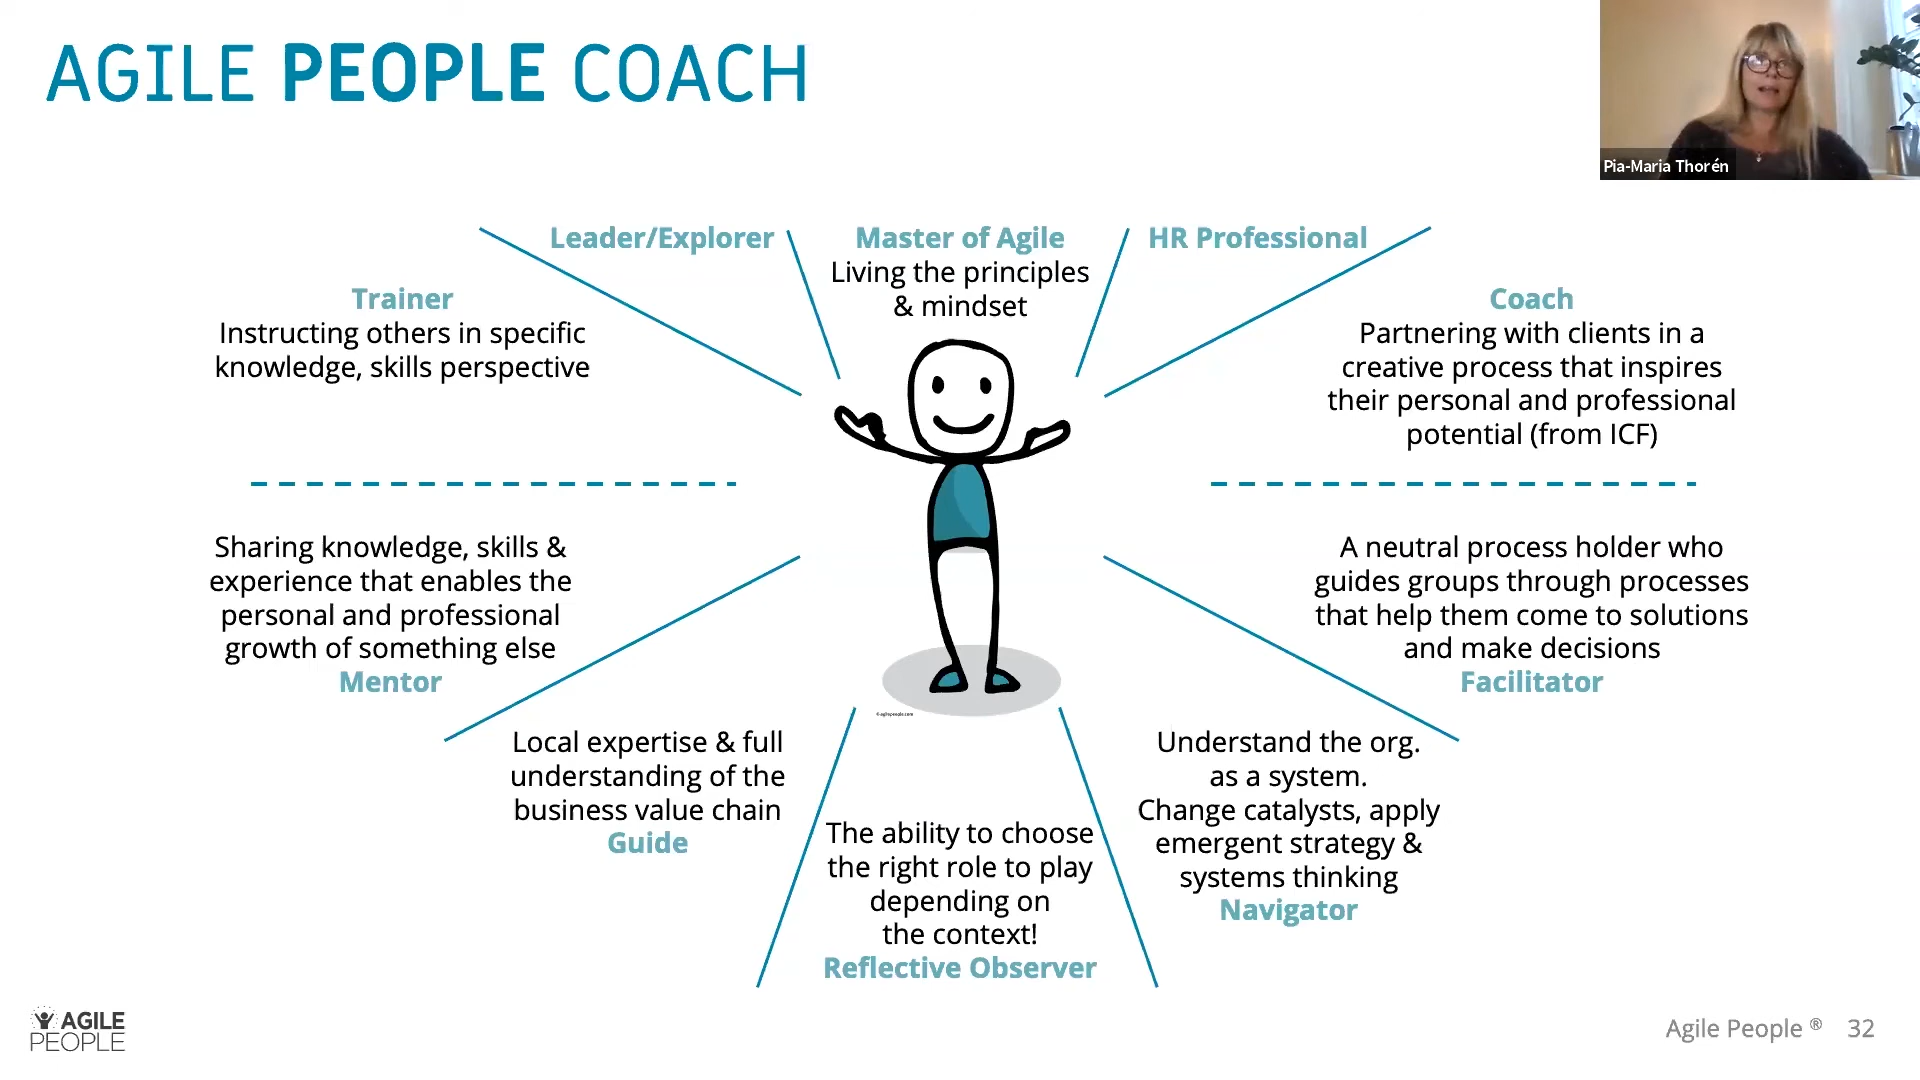 AGILE PEOPLE COACH
Pia-Maria Thorén
Leader/Explorer
Master of Agile
Living the principles
& mindset
HR Professional
Trainer
Instructing others in specific
knowledge, skills perspective
Coach
Partnering with clients in a
creative process that inspires
their personal and professional
potential (from ICF)
Sharing knowledge, skills &
experience that enables the
personal and professional
growth of something else
Mentor
A neutral process holder who
guides groups through processes
that help them come to solutions
and make decisions
Facilitator
© agilepeople.com
Local expertise & full
understanding of the
business value chain
Guide
The ability to choose
the right role to play
depending on
the context!
Reflective Observer
Understand the org.
as a system.
Change catalysts, apply
emergent strategy &
systems thinking
Navigator
AGILE
PEOPLE
Agile People ® 32